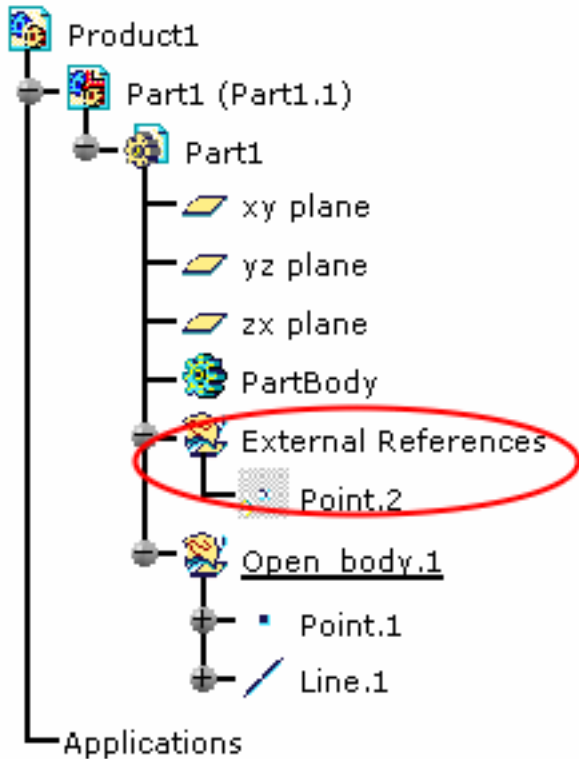 Product1
Part1 (Part1.1)
Part1
xy plane
yz plane
zx plane
PartBody
External References
Point.2
Open_body.1
Point.1
Line.1
Applications